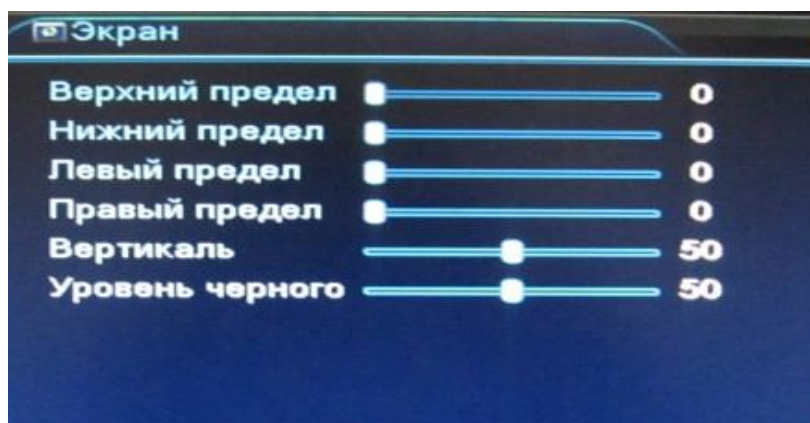 Экран
Верхний предел 0
Нижний предел 0
Левый предел 0
Правый предел 0
Вертикаль 50
Уровень черного 50